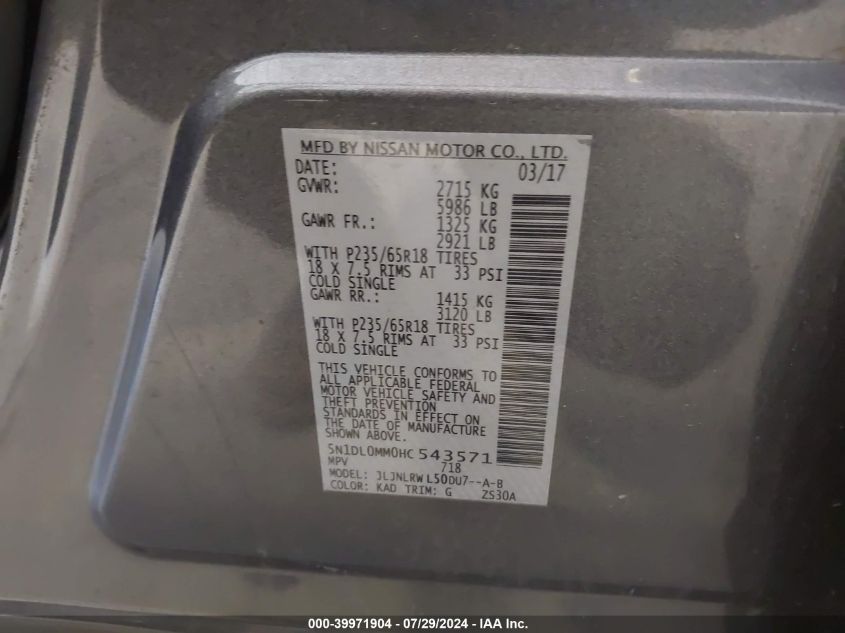 MFD BY NISSAN MOTOR CO., LTD.
DATE: 03/17
GVWR: 2715 KG
5986 LB
GAWR FR.: 1325 KG
2921 LB
WITH P235/65R18 TIRES
18 X 7.5 RIMS AT 33 PSI
COLD SINGLE
GAWR RR.: 1415 KG
3120 LB
WITH P235/65R18 TIRES
18 X 7.5 RIMS AT 33 PSI
COLD SINGLE
THIS VEHICLE CONFORMS TO
ALL APPLICABLE FEDERAL
MOTOR VEHICLE SAFETY AND
THEFT PREVENTION
STANDARDS IN EFFECT ON
THE DATE OF MANUFACTURE
SHOWN ABOVE.
5N1DL0MM0HC 543571
MPV 718
MODEL: JLJNLRW L50DU7--A-B
COLOR: KAD TRIM: G ZS30A
000-39971904 - 07/29/2024 - IAA Inc.